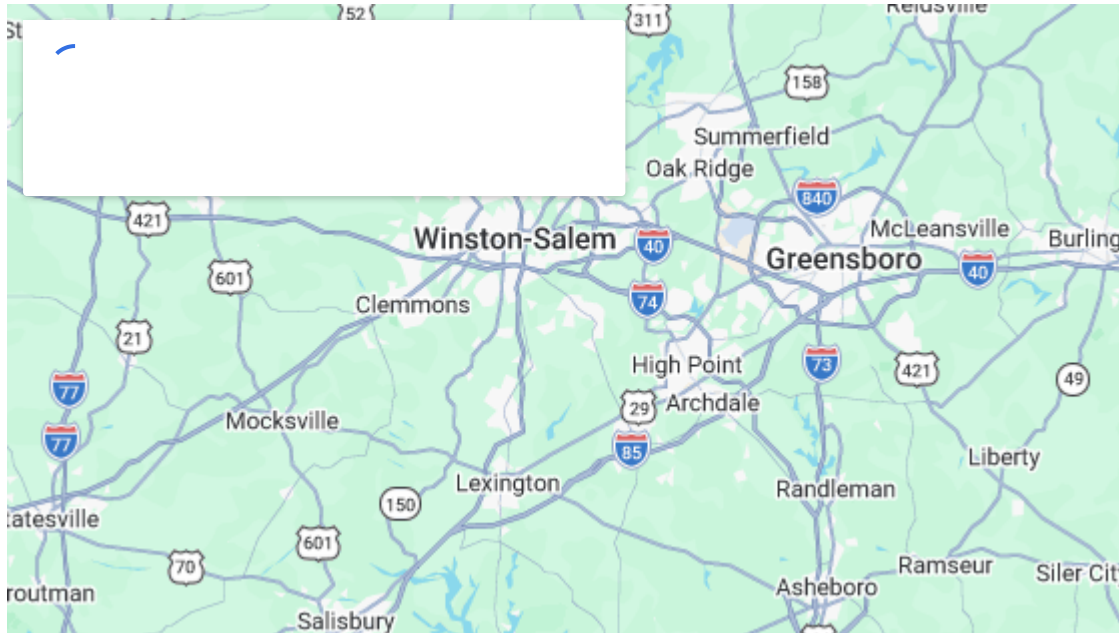 52
311
Reidsville
St
158
Summerfield
Oak Ridge
840
421
Winston-Salem
40
McLeansville
Burling
Greensboro
40
601
74
Clemmons
21
High Point
73
421
49
77
29
Archdale
Mocksville
77
85
Liberty
Lexington
Randleman
150
tatesville
601
70
Ramseur
Siler Cit
Asheboro
routman
Salisbury